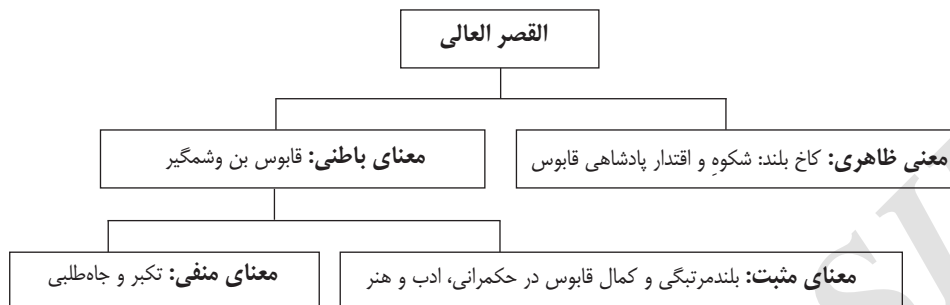 القصر العالی
معنی ظاهری: کاخ بلند: شکوهِ و اقتدار پادشاهی قابوس
معنای باطنی: قابوس بن وشمگیر
معنای مثبت: بلندمرتبگی و کمال قابوس در حکمرانی، ادب و هنر
معنای منفی: تکبر و جاه‌طلبی